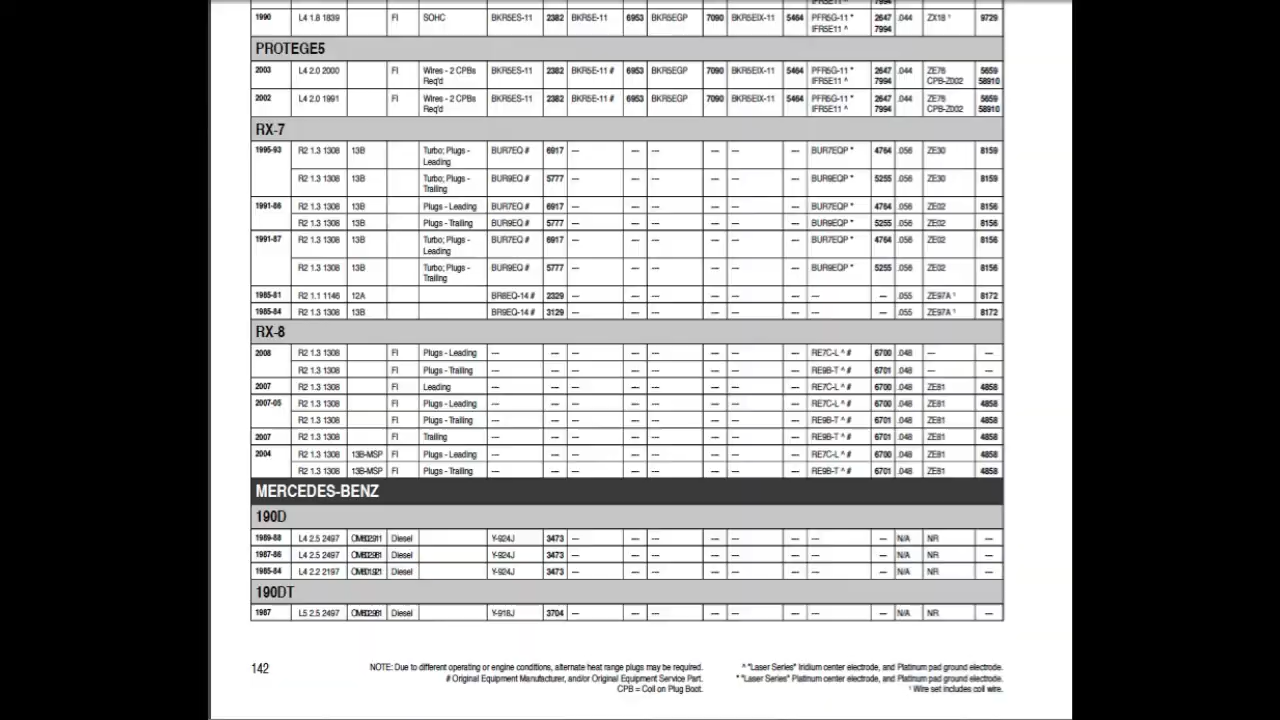 1990 L4 1.8 1839 FI SOHC BKR5ES-11 2382 BKR5E-11 6953 BKR5EGP 7090 BKR5EIX-11 5464 PFR5G-11 * 2647 .044 ZX18 ¹ 9729
IFR5E11 ^ 7994
PROTEGE5
2003 L4 2.0 2000 FI Wires - 2 CPBs BKR5ES-11 2382 BKR5E-11 # 6953 BKR5EGP 7090 BKR5EIX-11 5464 PFR5G-11 * 2647 .044 ZE76 5659
Req'd IFR5E11 ^ 7994 CPB-Z002 58910
2002 L4 2.0 1991 FI Wires - 2 CPBs BKR5ES-11 2382 BKR5E-11 # 6953 BKR5EGP 7090 BKR5EIX-11 5464 PFR5G-11 * 2647 .044 ZE76 5659
Req'd IFR5E11 ^ 7994 CPB-Z002 58910
RX-7
1995-93 R2 1.3 1308 13B Turbo; Plugs - BUR7EQ # 6917 --- --- --- --- --- --- BUR7EQP * 4764 .056 ZE30 8159
Leading
R2 1.3 1308 13B Turbo; Plugs - BUR9EQ # 5777 --- --- --- --- --- --- BUR9EQP * 5255 .056 ZE30 8159
Trailing
1991-86 R2 1.3 1308 13B Plugs - Leading BUR7EQ # 6917 --- --- --- --- --- --- BUR7EQP * 4764 .056 ZE02 8156
R2 1.3 1308 13B Plugs - Trailing BUR9EQ # 5777 --- --- --- --- --- --- BUR9EQP * 5255 .056 ZE02 8156
1991-87 R2 1.3 1308 13B Turbo; Plugs - BUR7EQ # 6917 --- --- --- --- --- --- BUR7EQP * 4764 .056 ZE02 8156
Leading
R2 1.3 1308 13B Turbo; Plugs - BUR9EQ # 5777 --- --- --- --- --- --- BUR9EQP * 5255 .056 ZE02 8156
Trailing
1985-81 R2 1.1 1146 12A BR8EQ-14 # 2329 --- --- --- --- --- --- --- --- .055 ZE97A ¹ 8172
1985-84 R2 1.3 1308 13B BR9EQ-14 # 3129 --- --- --- --- --- --- --- --- .055 ZE97A ¹ 8172
RX-8
2008 R2 1.3 1308 FI Plugs - Leading --- --- --- --- --- --- --- --- RE7C-L ^ # 6700 .048 --- ---
R2 1.3 1308 FI Plugs - Trailing --- --- --- --- --- --- --- --- RE9B-T ^ # 6701 .048 --- ---
2007 R2 1.3 1308 FI Leading --- --- --- --- --- --- --- --- RE7C-L ^ # 6700 .048 ZE81 4858
2007-05 R2 1.3 1308 FI Plugs - Leading --- --- --- --- --- --- --- --- RE7C-L ^ # 6700 .048 ZE81 4858
R2 1.3 1308 FI Plugs - Trailing --- --- --- --- --- --- --- --- RE9B-T ^ # 6701 .048 ZE81 4858
2007 R2 1.3 1308 FI Trailing --- --- --- --- --- --- --- --- RE9B-T ^ # 6701 .048 ZE81 4858
2004 R2 1.3 1308 13B-MSP FI Plugs - Leading --- --- --- --- --- --- --- --- RE7C-L ^ # 6700 .048 ZE81 4858
R2 1.3 1308 13B-MSP FI Plugs - Trailing --- --- --- --- --- --- --- --- RE9B-T ^ # 6701 .048 ZE81 4858
MERCEDES-BENZ
190D
1989-88 L4 2.5 2497 Diesel Y-924J 3473 --- --- --- --- --- --- --- --- N/A NR ---
1987-86 L4 2.5 2497 Diesel Y-924J 3473 --- --- --- --- --- --- --- --- N/A NR ---
1985-84 L4 2.2 2197 Diesel Y-924J 3473 --- --- --- --- --- --- --- --- N/A NR ---
190DT
1987 L5 2.5 2497 Diesel Y-918J 3704 --- --- --- --- --- --- --- --- N/A NR ---
142
NOTE: Due to different operating or engine conditions, alternate heat range plugs may be required.
# Original Equipment Manufacturer, and/or Original Equipment Service Part.
CPB = Coil on Plug Boot.
^ "Laser Series" Iridium center electrode, and Platinum pad ground electrode.
* "Laser Series" Platinum center electrode, and Platinum pad ground electrode.
¹ Wire set includes coil wire.